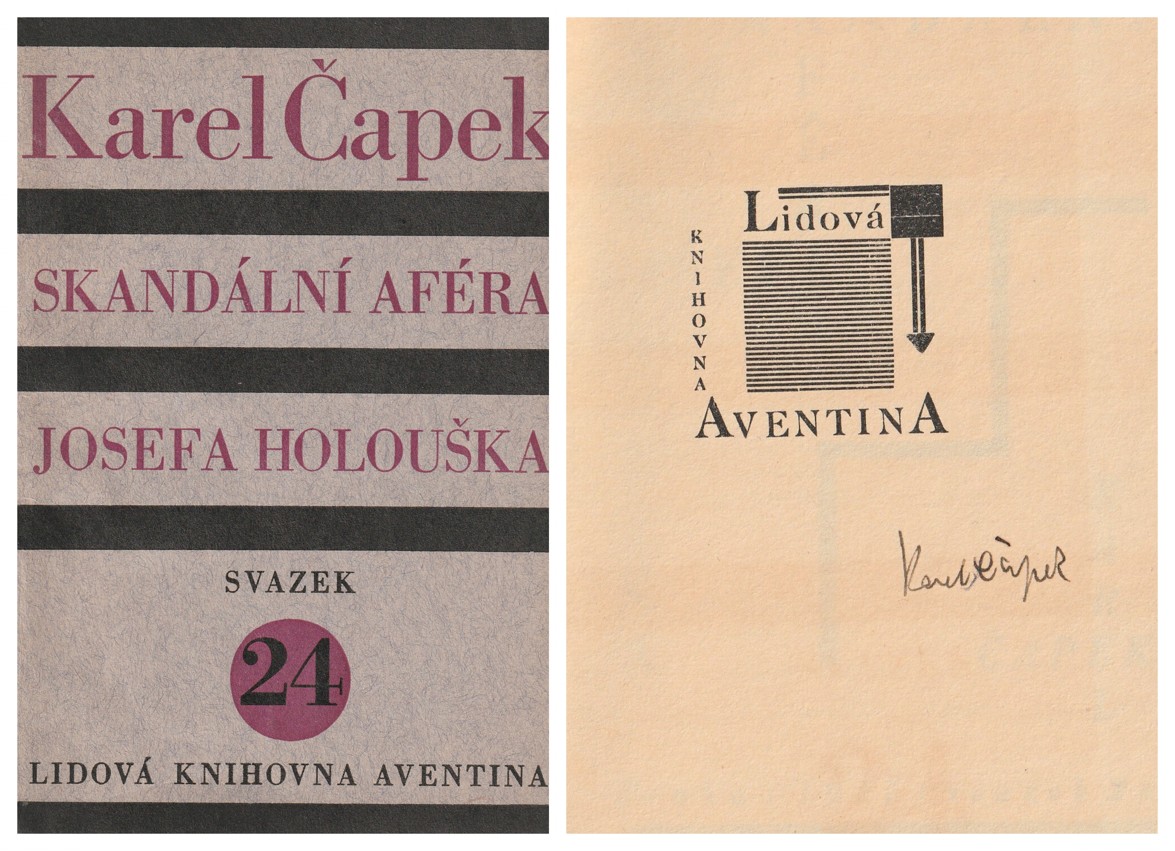 Karel Čapek
SKANDÁLNÍ AFÉRA
JOSEFA HOLOUŠKA
SVAZEK
24
LIDOVÁ KNIHOVNA AVENTINA
Lidová
KNIHOVNA
AVENTINA
Karel Čapek